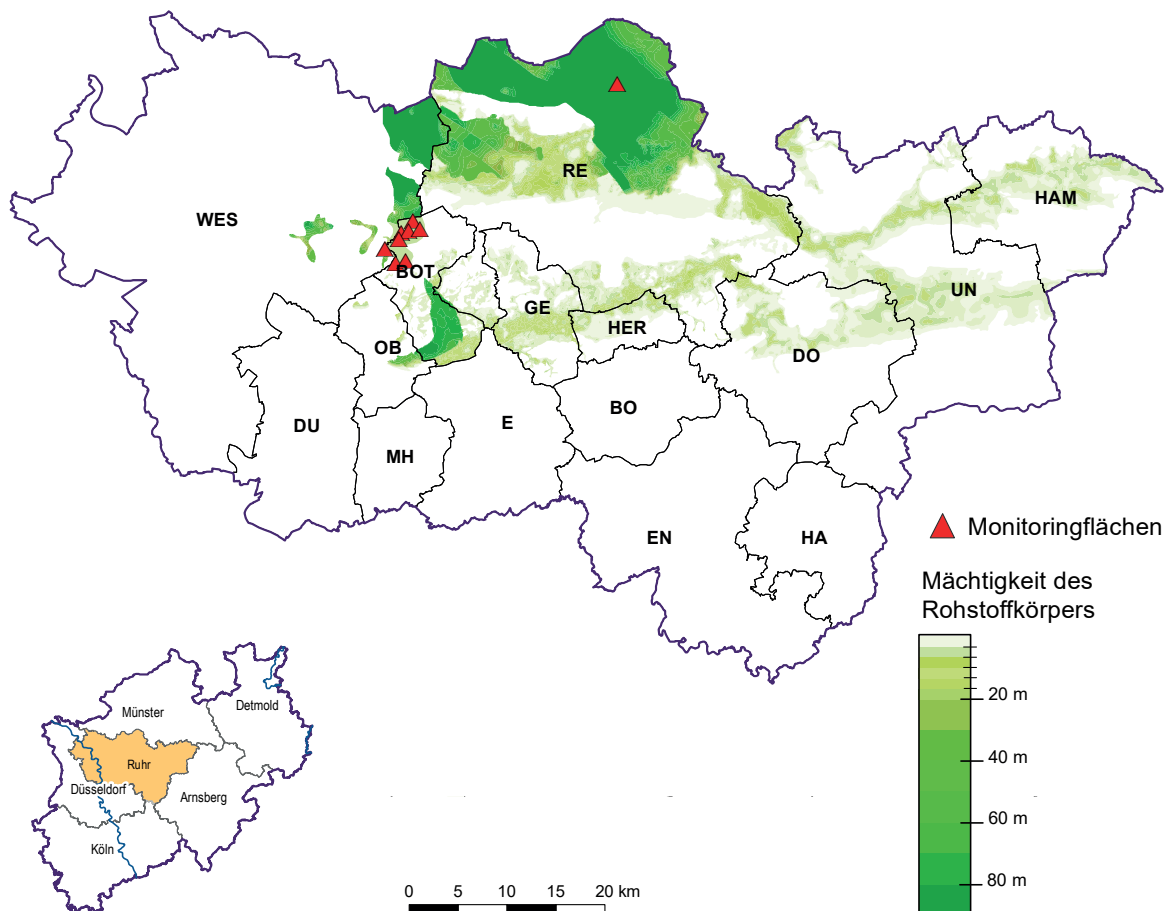 RE
HAM
WES
BOT
UN
GE
HER
OB
DO
BO
DU
E
MH
EN
HA
Monitoringflächen
Mächtigkeit des
Rohstoffkörpers
20 m
40 m
60 m
80 m
Münster
Detmold
Ruhr
Düsseldorf
Arnsberg
Köln
0 5 10 15 20 km